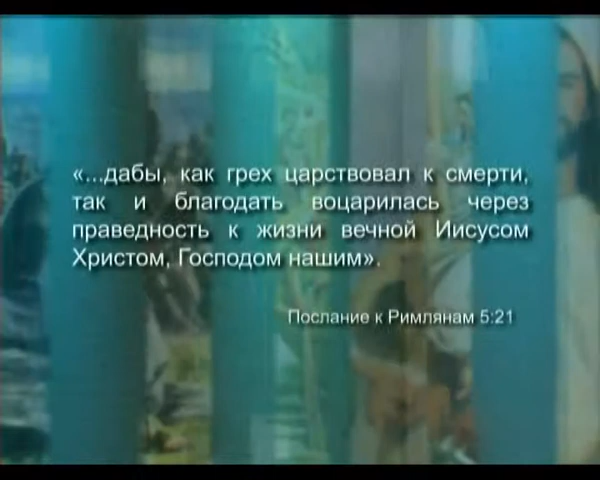 «...дабы, как грех царствовал к смерти,
так и благодать воцарилась через
праведность к жизни вечной Иисусом
Христом, Господом нашим».
Послание к Римлянам 5:21